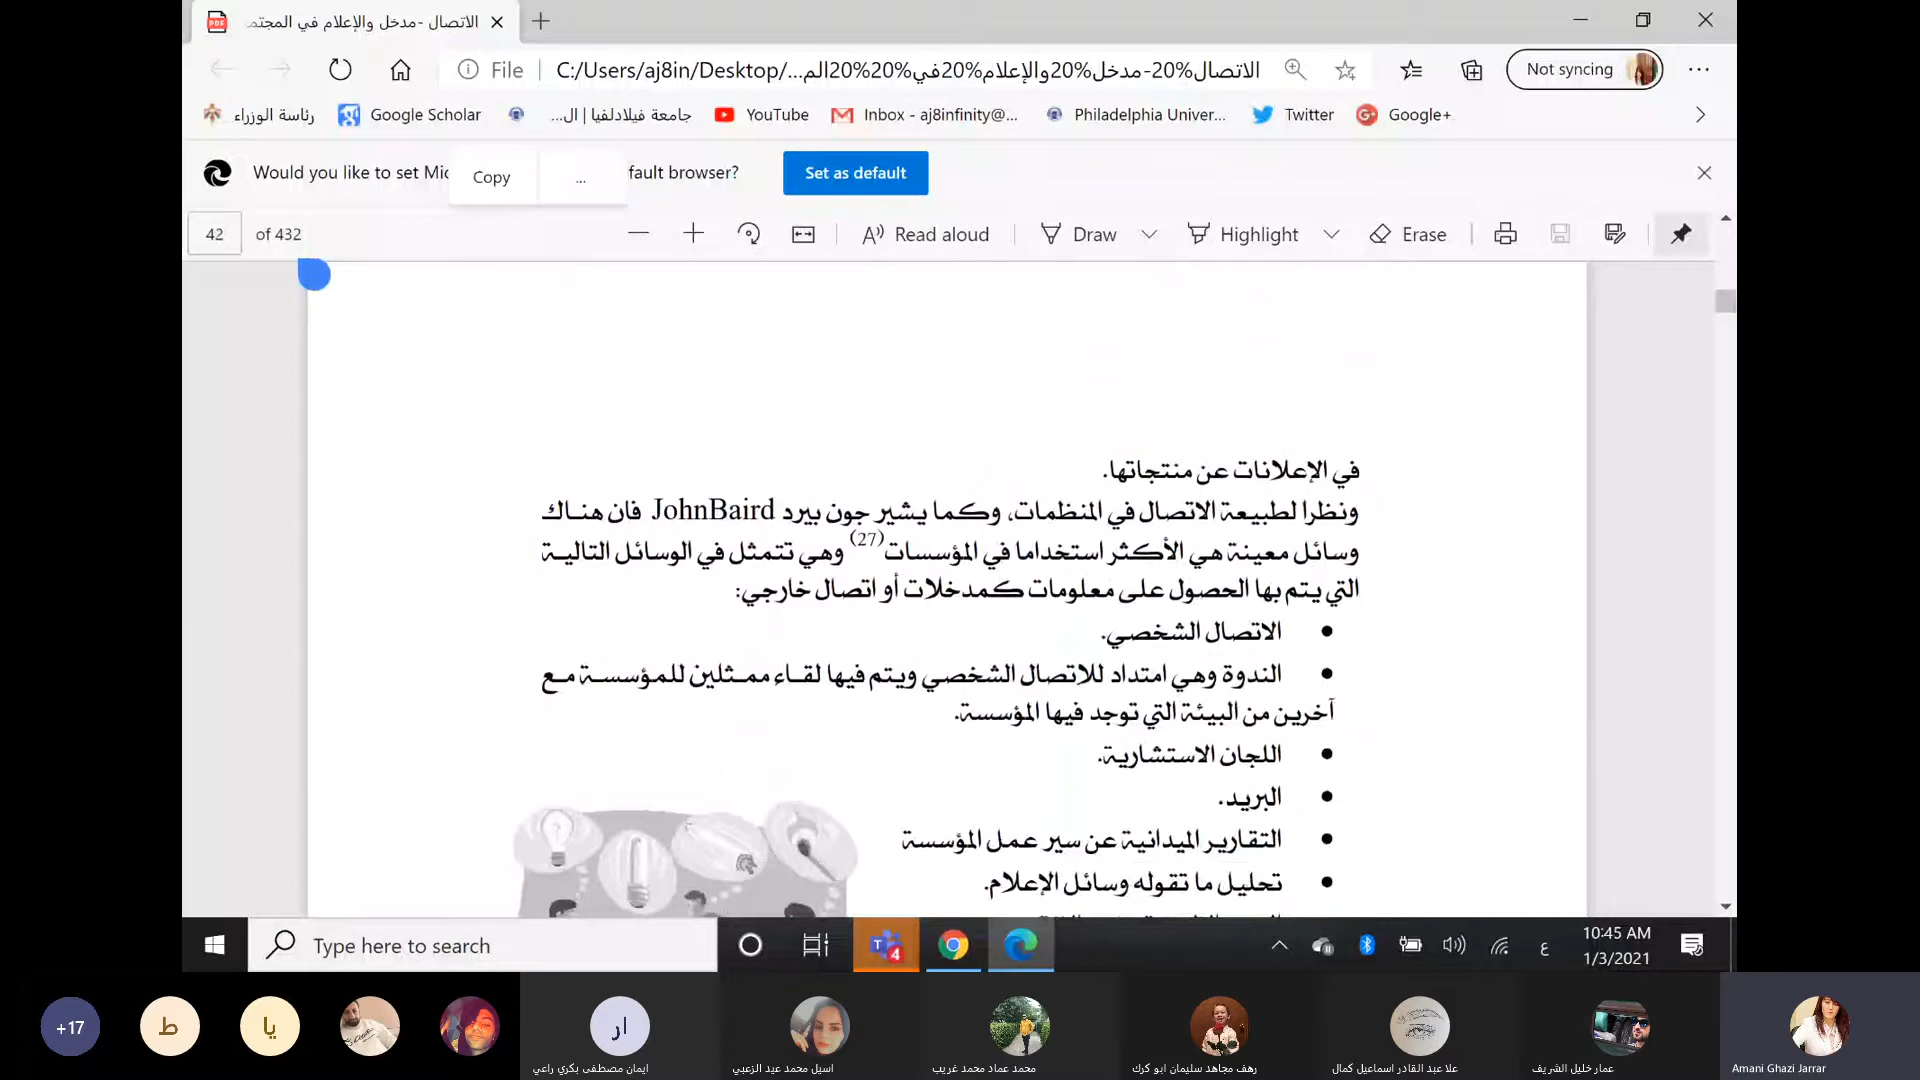 الاتصال -مدخل والإعلام في المجتم
File
C:/Users/aj8in/Desktop/...الاتصال%20-مدخل%20والإعلام%20في%20%20الم
Not syncing
رئاسة الوزراء
Google Scholar
جامعة فيلادلفيا | ال...
YouTube
Inbox - aj8infinity@...
Philadelphia Univer...
Twitter
Google+
Would you like to set Mic
Copy
...
fault browser?
Set as default
42 of 432
Read aloud
Draw
Highlight
Erase
في الإعلانات عن منتجاتها.
ونظرا لطبيعة الاتصال في المنظمات، وكما يشير جون بيرد JohnBaird فان هناك
وسائل معينة هي الأكثر استخداما في المؤسسات(27) وهي تتمثل في الوسائل التالية
التي يتم بها الحصول على معلومات كمدخلات أو اتصال خارجي:
• الاتصال الشخصي.
• الندوة وهي امتداد للاتصال الشخصي ويتم فيها لقاء ممثلين للمؤسسة مع
آخرين من البيئة التي توجد فيها المؤسسة.
• اللجان الاستشارية.
• البريد.
• التقارير الميدانية عن سير عمل المؤسسة
• تحليل ما تقوله وسائل الإعلام.
Type here to search
4
ع
10:45 AM
1/3/2021
+17
ط
يا
ار
ايمان مصطفى بكري راعي
اسيل محمد عيد الزعبي
محمد عماد محمد غريب
رهف مجاهد سليمان ابو كرك
علا عبد القادر اسماعيل كمال
عمار خليل الشريف
Amani Ghazi Jarrar